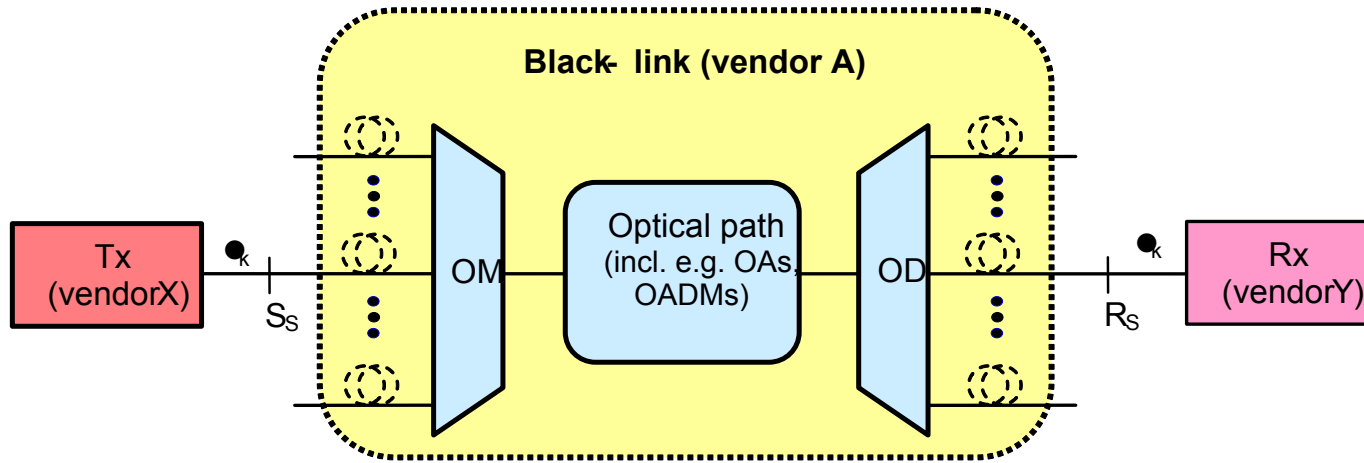 Black- link (vendor A)
Tx
(vendorX)
●k
SS
OM
Optical path
(incl. e.g. OAs,
OADMs)
OD
●k
RS
Rx
(vendorY)